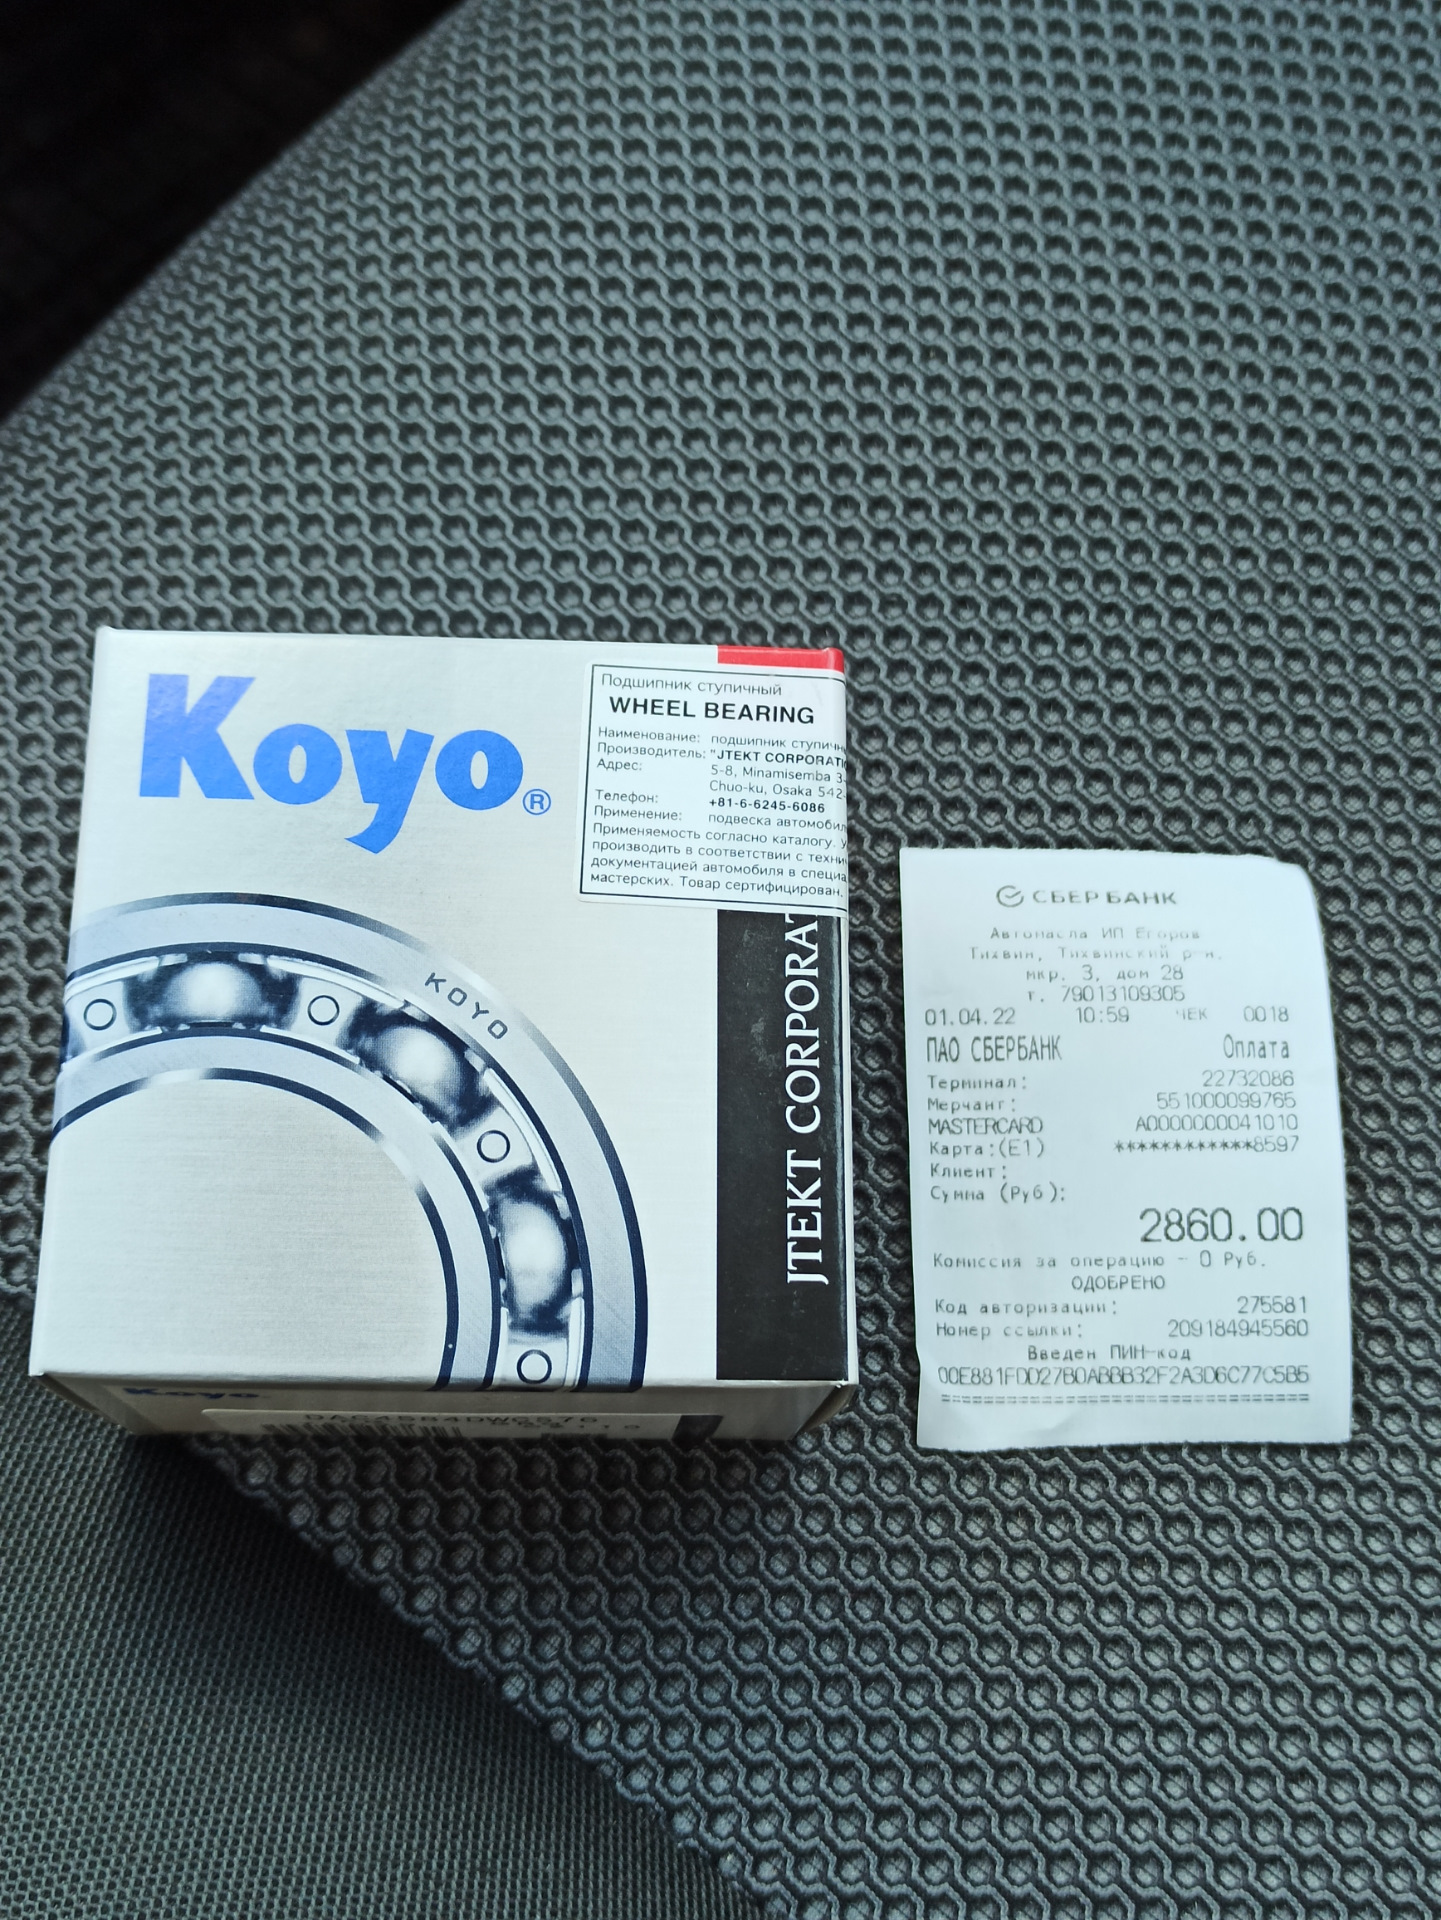 Koyo®
Подшипник ступичный
WHEEL BEARING
Наименование: подшипник ступичн
Производитель: "JTEKT CORPORATIO
Адрес: 5-8, Minamisemba 3-
Chuo-ku, Osaka 542-
Телефон: +81-6-6245-6086
Применение: подвеска автомобил
Применяемость согласно каталогу. У
производить в соответствии с технич
документацией автомобиля в специа
мастерских. Товар сертифицирован.
KOYO
JTEKT CORPORAT
Koyo.
СБЕРБАНК
Автомасла ИП Егоров
Тихвин, Тихвинский р-н,
мкр. 3, дом 28
т. 79013109305
01.04.22 10:59 ЧЕК 0018
ПАО СБЕРБАНК Оплата
Терминал: 22732086
Мерчант: 551000099765
MASTERCARD A0000000041010
Карта:(E1) ************8597
Клиент:
Сумма (Руб):
2860.00
Комиссия за операцию - 0 Руб.
ОДОБРЕНО
Код авторизации: 275581
Номер ссылки: 209184945560
Введен ПИН-код
00E881FDD27B0ABBB32F2A3D6C77C5B5
================================